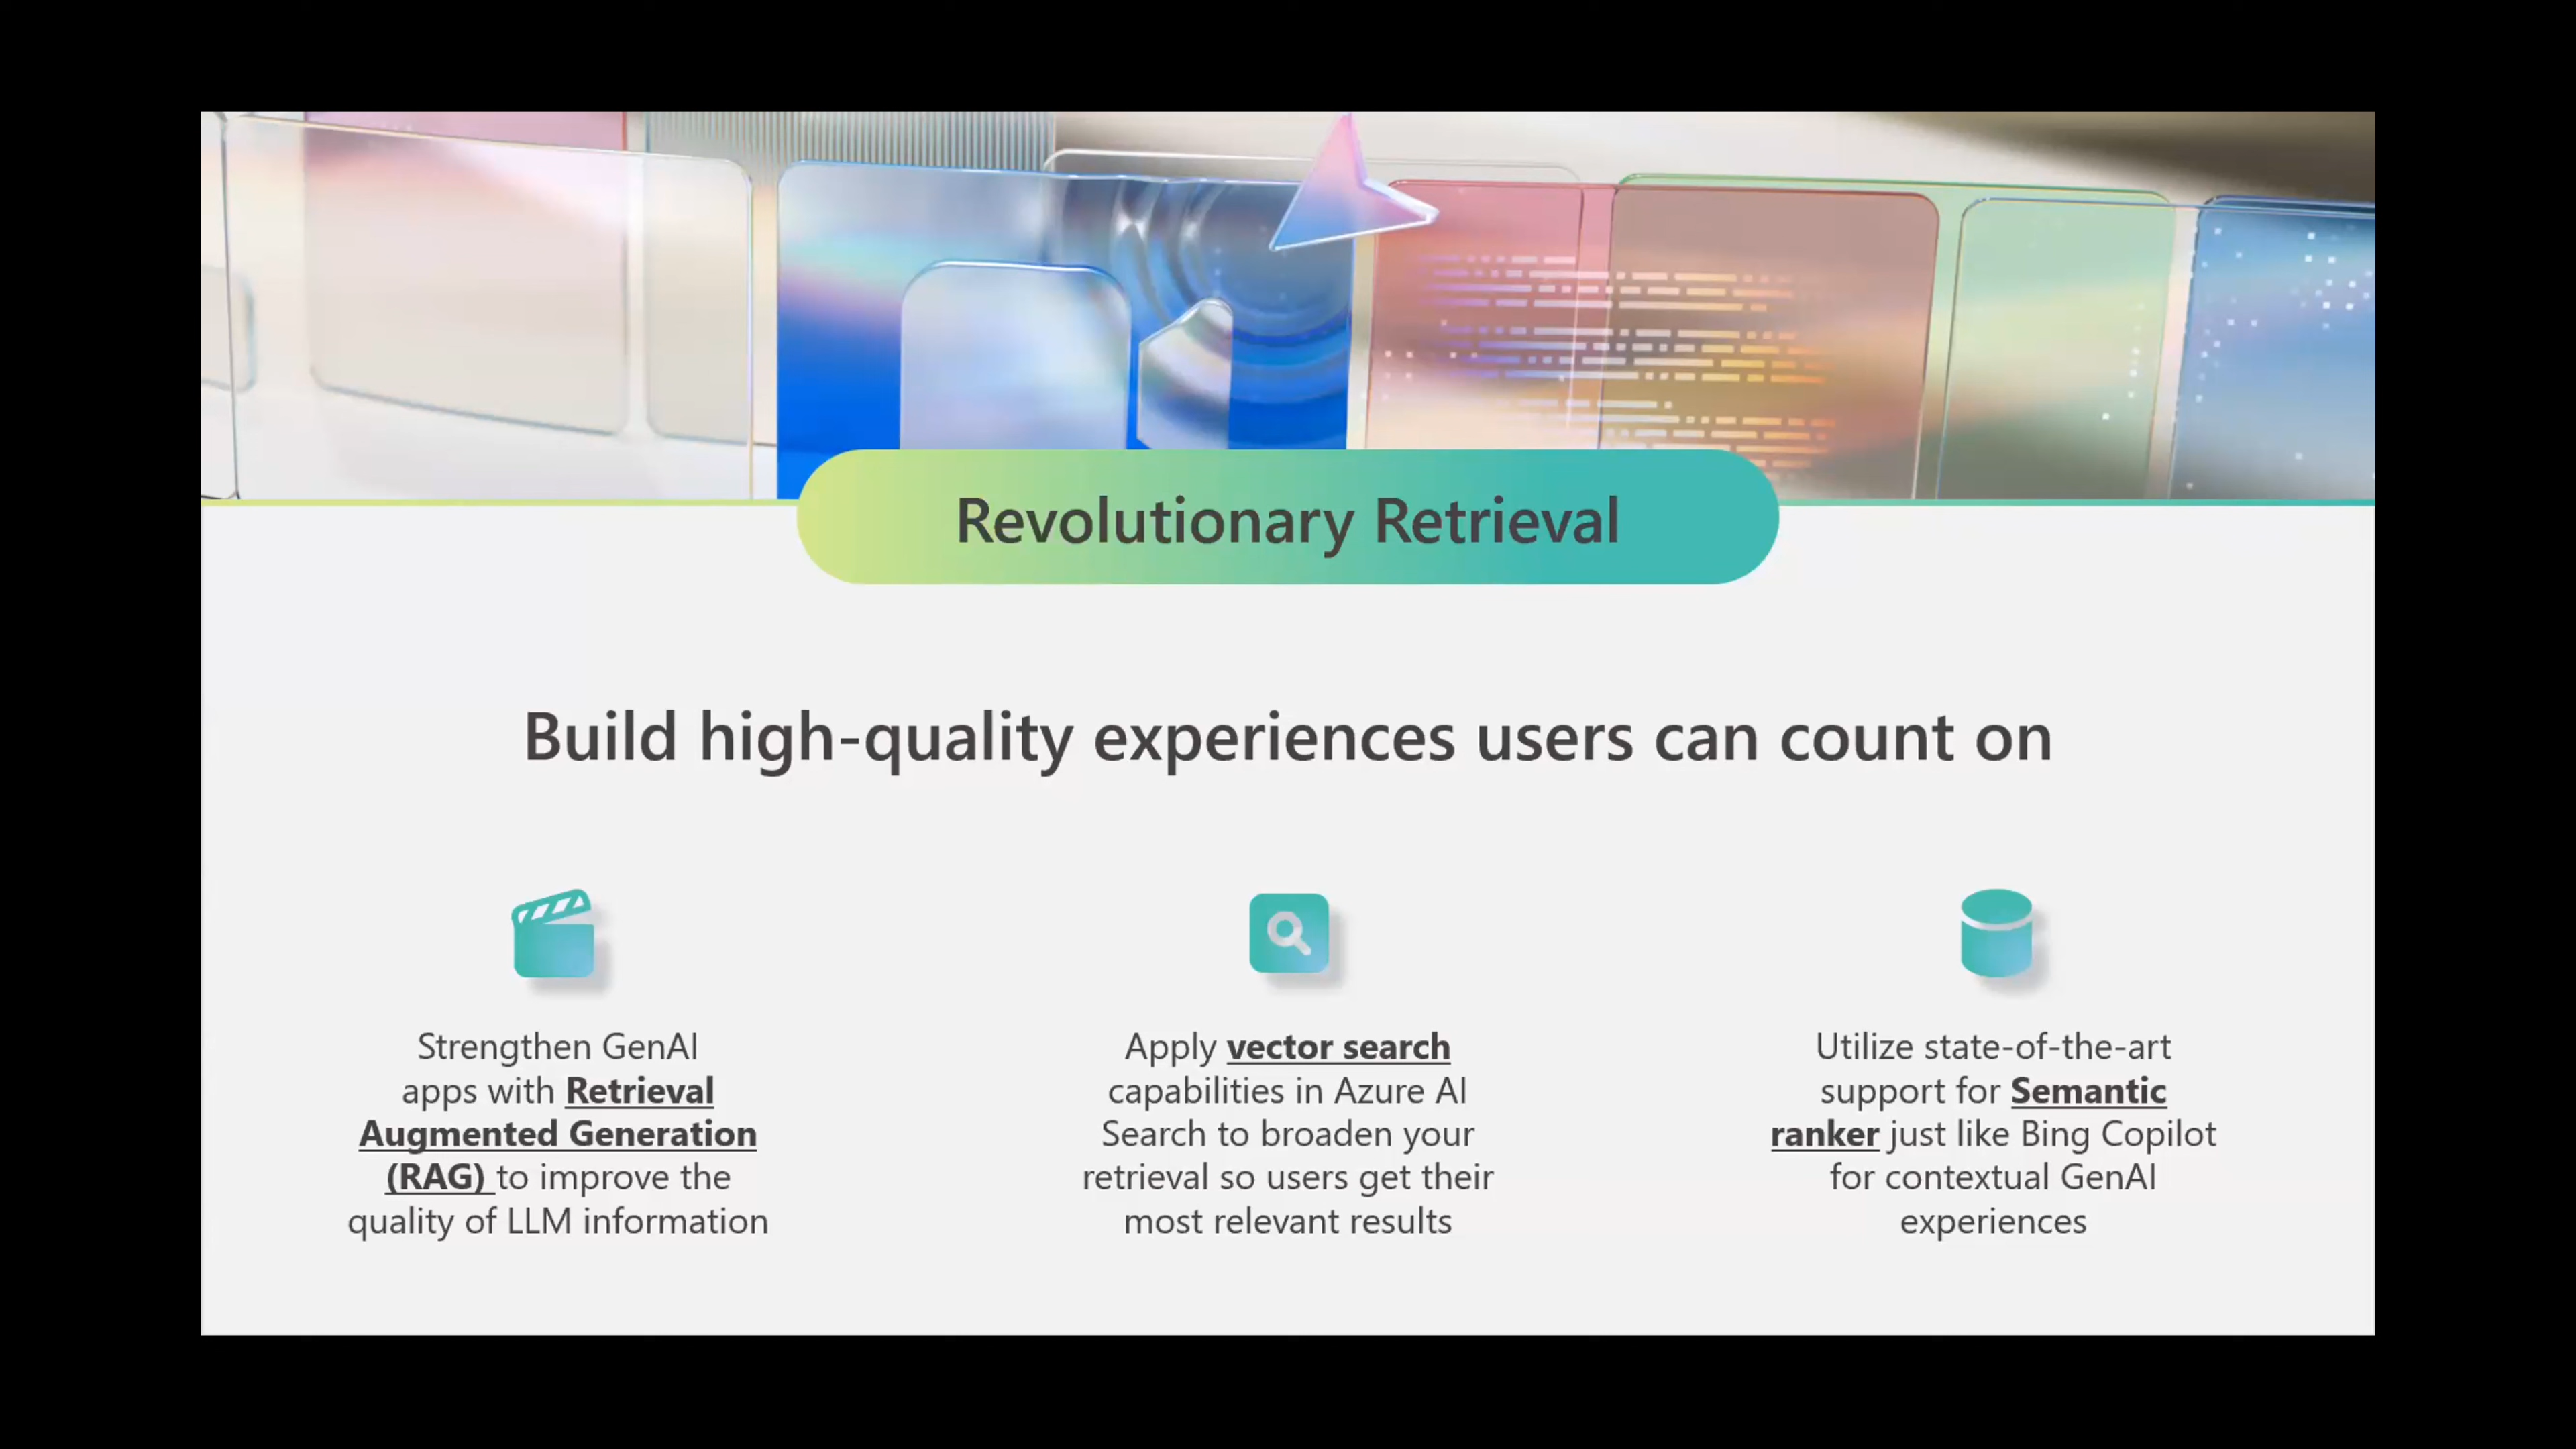 Revolutionary Retrieval
Build high-quality experiences users can count on
Strengthen GenAI
apps with Retrieval
Augmented Generation
(RAG) to improve the
quality of LLM information
Apply vector search
capabilities in Azure AI
Search to broaden your
retrieval so users get their
most relevant results
Utilize state-of-the-art
support for Semantic
ranker just like Bing Copilot
for contextual GenAI
experiences